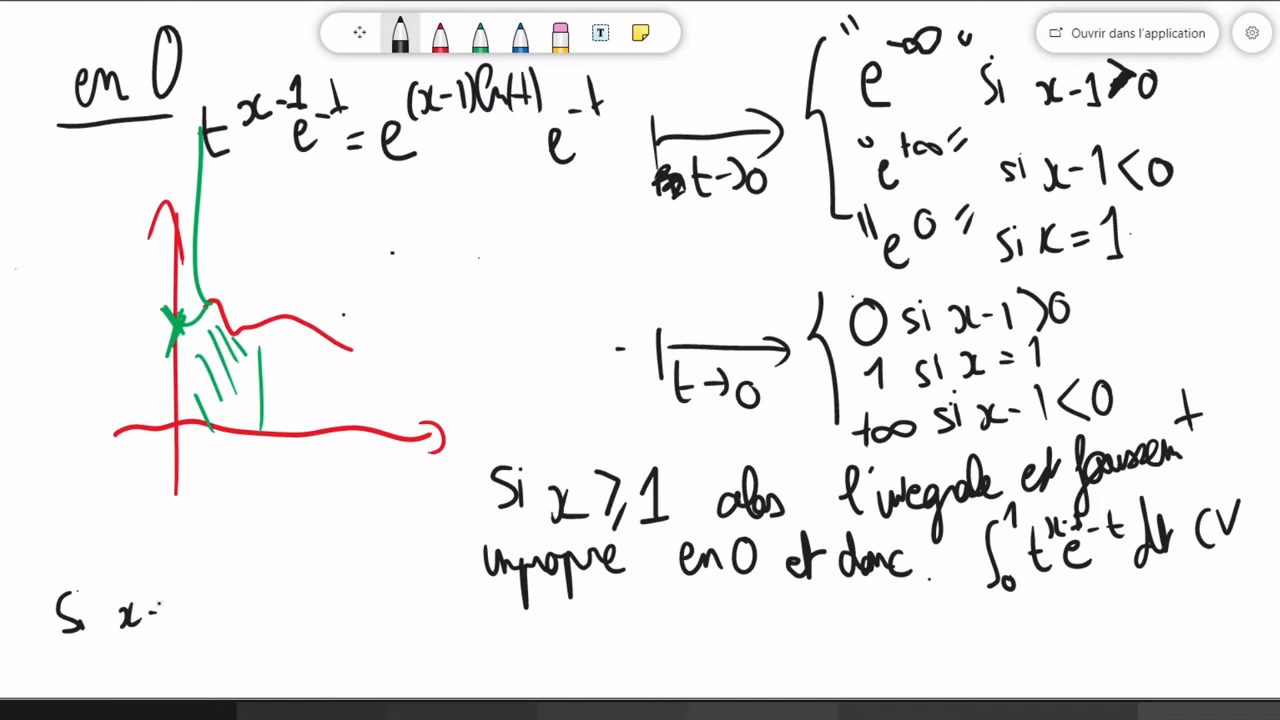 Ouvrir dans l'application
en 0
t^{x-1} e^{-t} = e^{(x-1)ln(t)} e^{-t}
t→0
"e^{-∞}" si x-1>0
"e^{+∞}" si x-1<0
"e^{0}" si x=1
t→0
0 si x-1>0
1 si x=1
+∞ si x-1<0
Si x⩾1 alors l'intégrale est faussement
impropre en 0 et donc ∫_0^1 t^{x-1} e^{-t} dt CV
Si x-